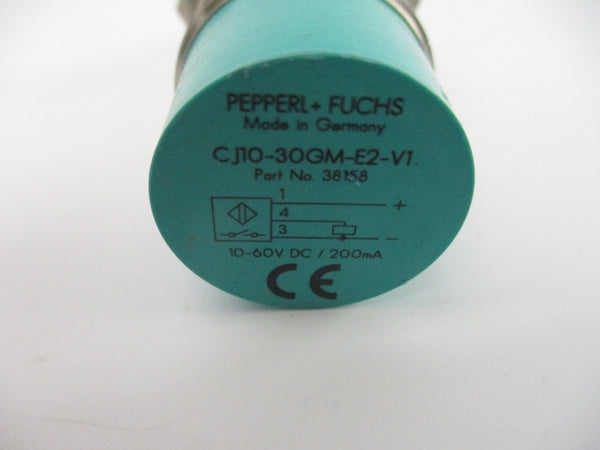 PEPPERL+ FUCHS
Made in Germany
CJ10-30GM-E2-V1
Part No. 38158
1
+
4
3
−
10-60V DC / 200mA
CE